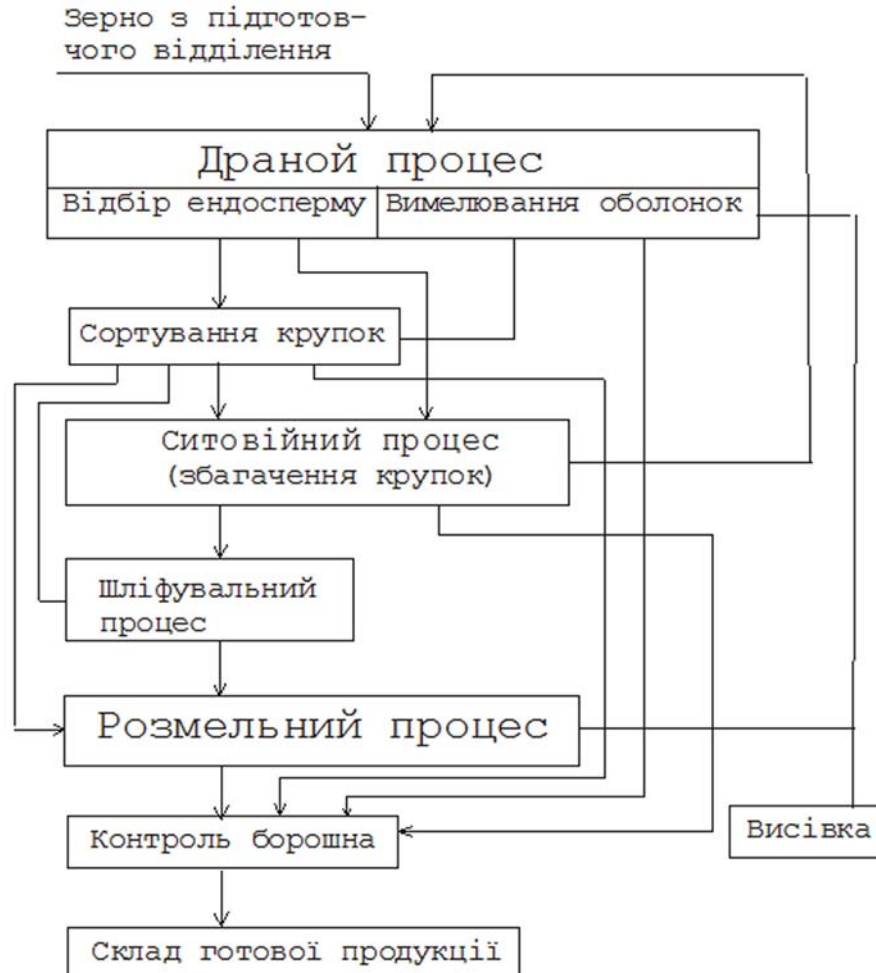 Зерно з підготов-
чого відділення
Драной процес
Відбір ендосперму
Вимелювання оболонок
Сортування крупок
Ситовійний процес
(збагачення крупок)
Шліфувальний
процес
Розмельний процес
Контроль борошна
Висівка
Склад готової продукції